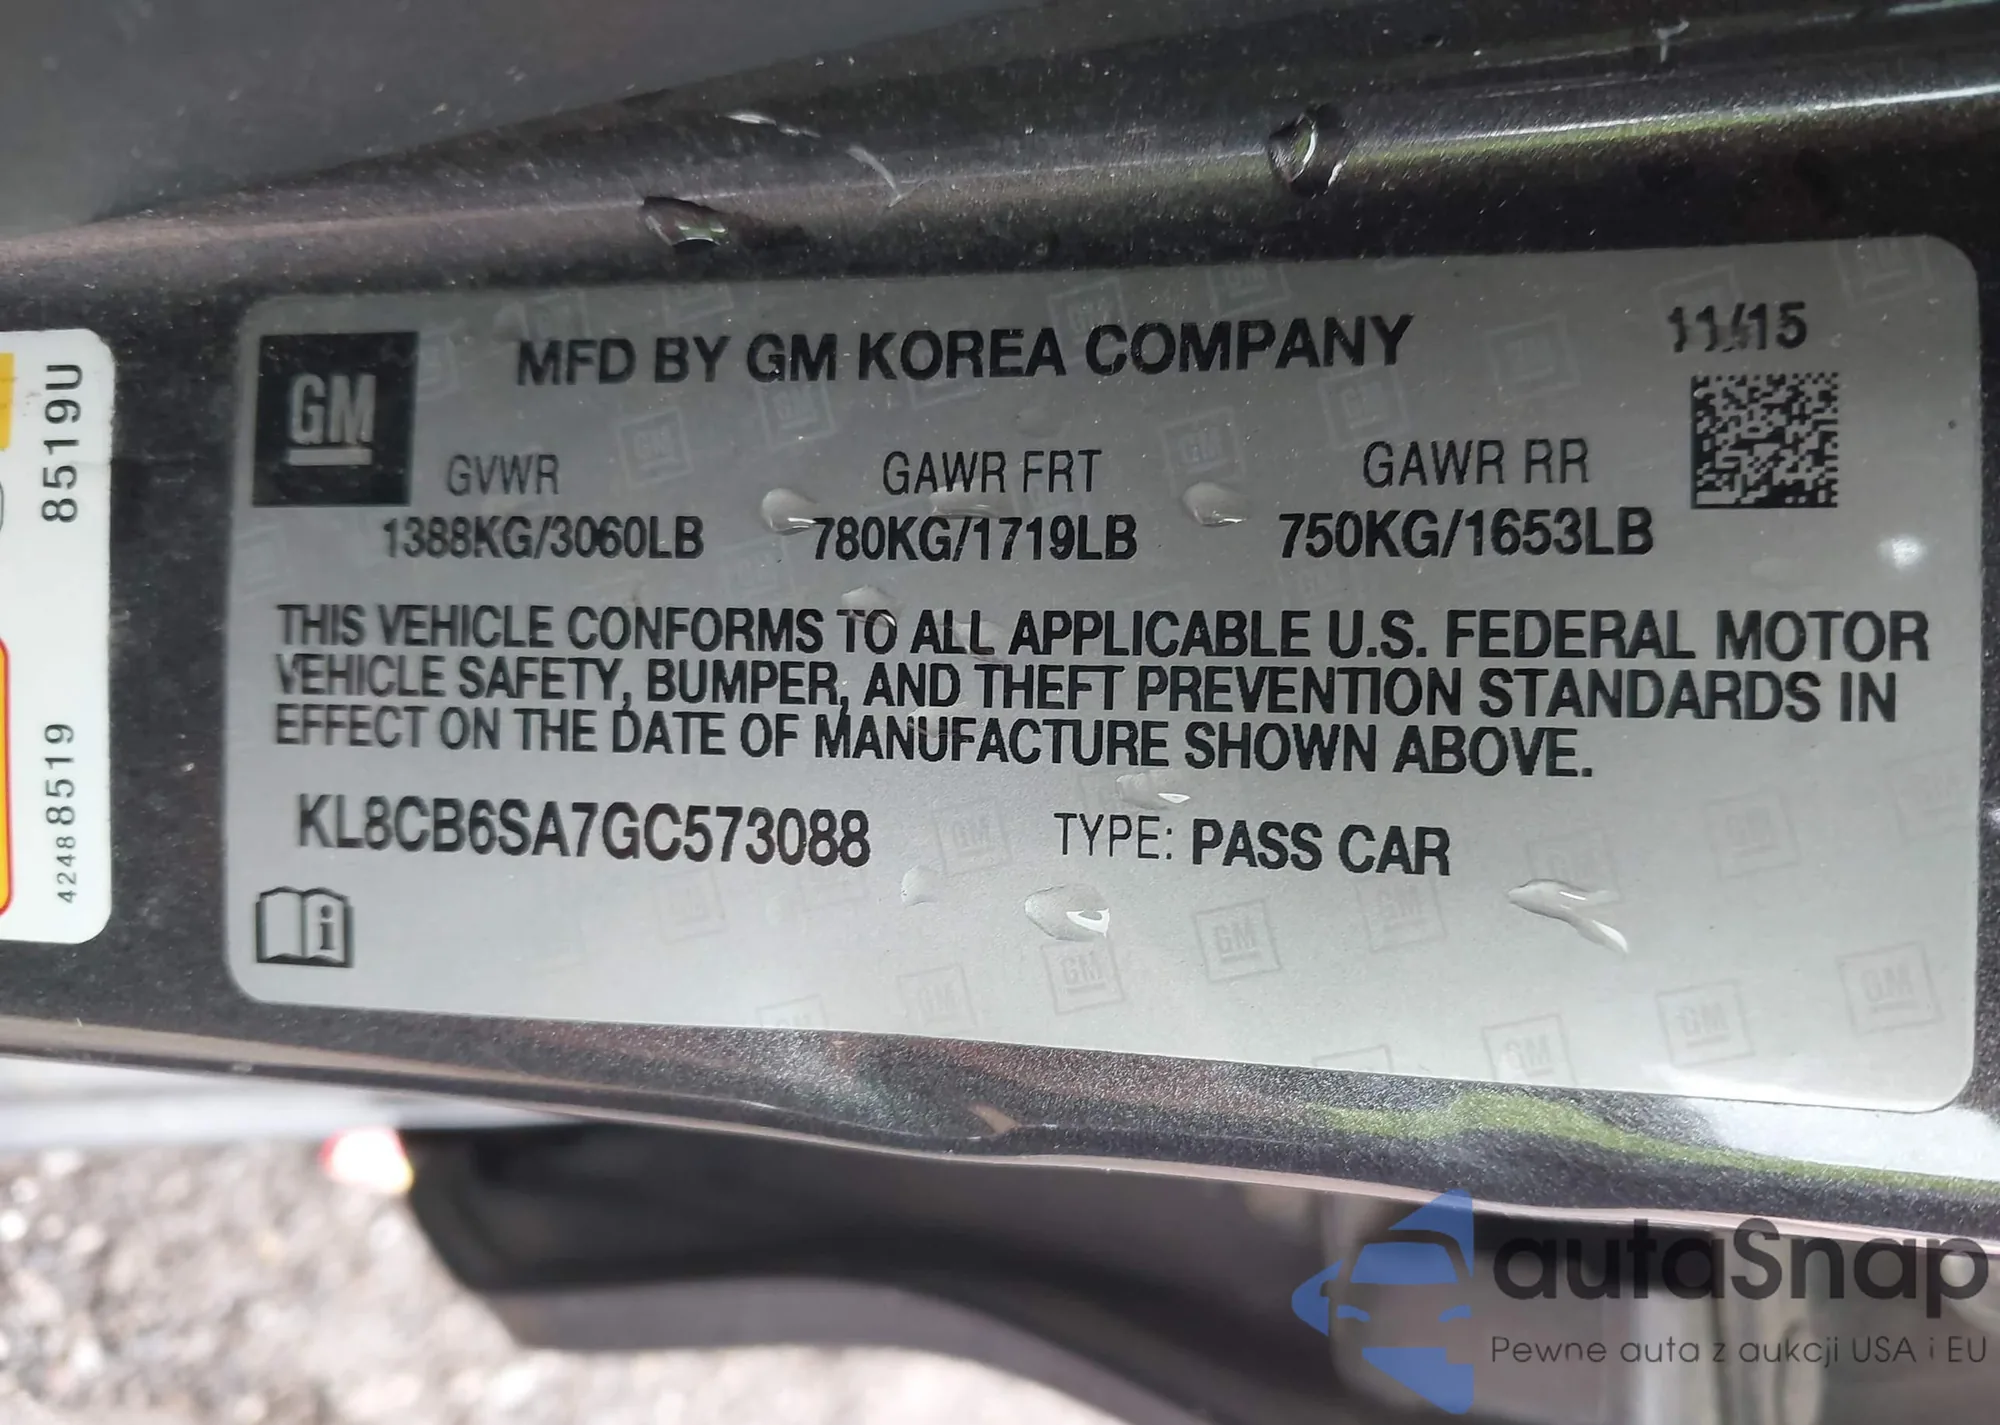 MFD BY GM KOREA COMPANY
11/15
GM
GVWR
GAWR FRT
GAWR RR
1388KG/3060LB
780KG/1719LB
750KG/1653LB
THIS VEHICLE CONFORMS TO ALL APPLICABLE U.S. FEDERAL MOTOR
VEHICLE SAFETY, BUMPER, AND THEFT PREVENTION STANDARDS IN
EFFECT ON THE DATE OF MANUFACTURE SHOWN ABOVE.
KL8CB6SA7GC573088
TYPE: PASS CAR
8519U
42488519
autaSnap
Pewne auta z aukcji USA i EU